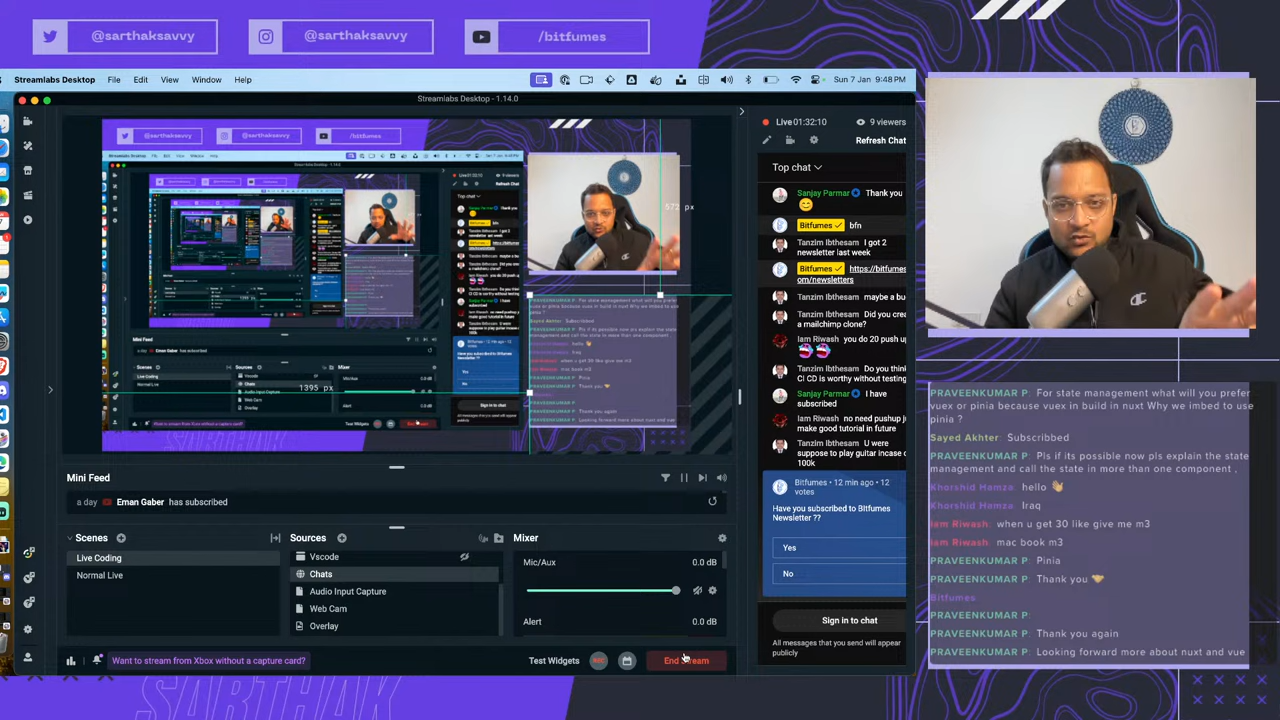 @sarthaksavvy
@sarthaksavvy
/bitfumes
Streamlabs Desktop File Edit View Window Help
Sun 7 Jan 9:48 PM
Streamlabs Desktop - 1.14.0
@sarthaksavvy
@sarthaksavvy
/bitfumes
572 px
1395 px
Live 01:32:10
9 viewers
Refresh Chat
Top chat
Sanjay Parmar Thank you
Bitfumes bfn
Tanzim Ibthesam I got 2
newsletter last week
Bitfumes https://bitfumes
om/newsletters
Tanzim Ibthesam maybe a bu
Tanzim Ibthesam Did you crea
a mailchimp clone?
Iam Riwash you do 20 push up
Tanzim Ibthesam Do you thin
CI CD is worthy without testing
Sanjay Parmar I have
subscribed
Iam Riwash no need pushup ju
make good tutorial in future
Tanzim Ibthesam U were
suppose to play guitar incase o
100k
Bitfumes • 12 min ago • 12
votes
Have you subscribed to BItfumes
Newsletter ??
Yes
No
Sign in to chat
All messages that you send will appear
publicly
Mini Feed
a day Eman Gaber has subscribed
Scenes
Live Coding
Normal Live
Sources
Vscode
Chats
Audio Input Capture
Web Cam
Overlay
Mixer
Mic/Aux 0.0 dB
Alert 0.0 dB
Want to stream from Xbox without a capture card?
Test Widgets
REC
End Stream
PRAVEENKUMAR P: For state management what will you prefer
vuex or pinia because vuex in build in nuxt Why we imbed to use
pinia ?
Sayed Akhter: Subscribbed
PRAVEENKUMAR P: Pls if its possible now pls explain the state
management and call the state in more than one component ,
Khorshid Hamza: hello 👋
Khorshid Hamza: Iraq
Iam Riwash: when u get 30 like give me m3
Iam Riwash: mac book m3
PRAVEENKUMAR P: Pinia
PRAVEENKUMAR P: Thank you 🤝
Bitfumes:
PRAVEENKUMAR P:
PRAVEENKUMAR P: Thank you again
PRAVEENKUMAR P: Looking forward more about nuxt and vue
SARTHAK